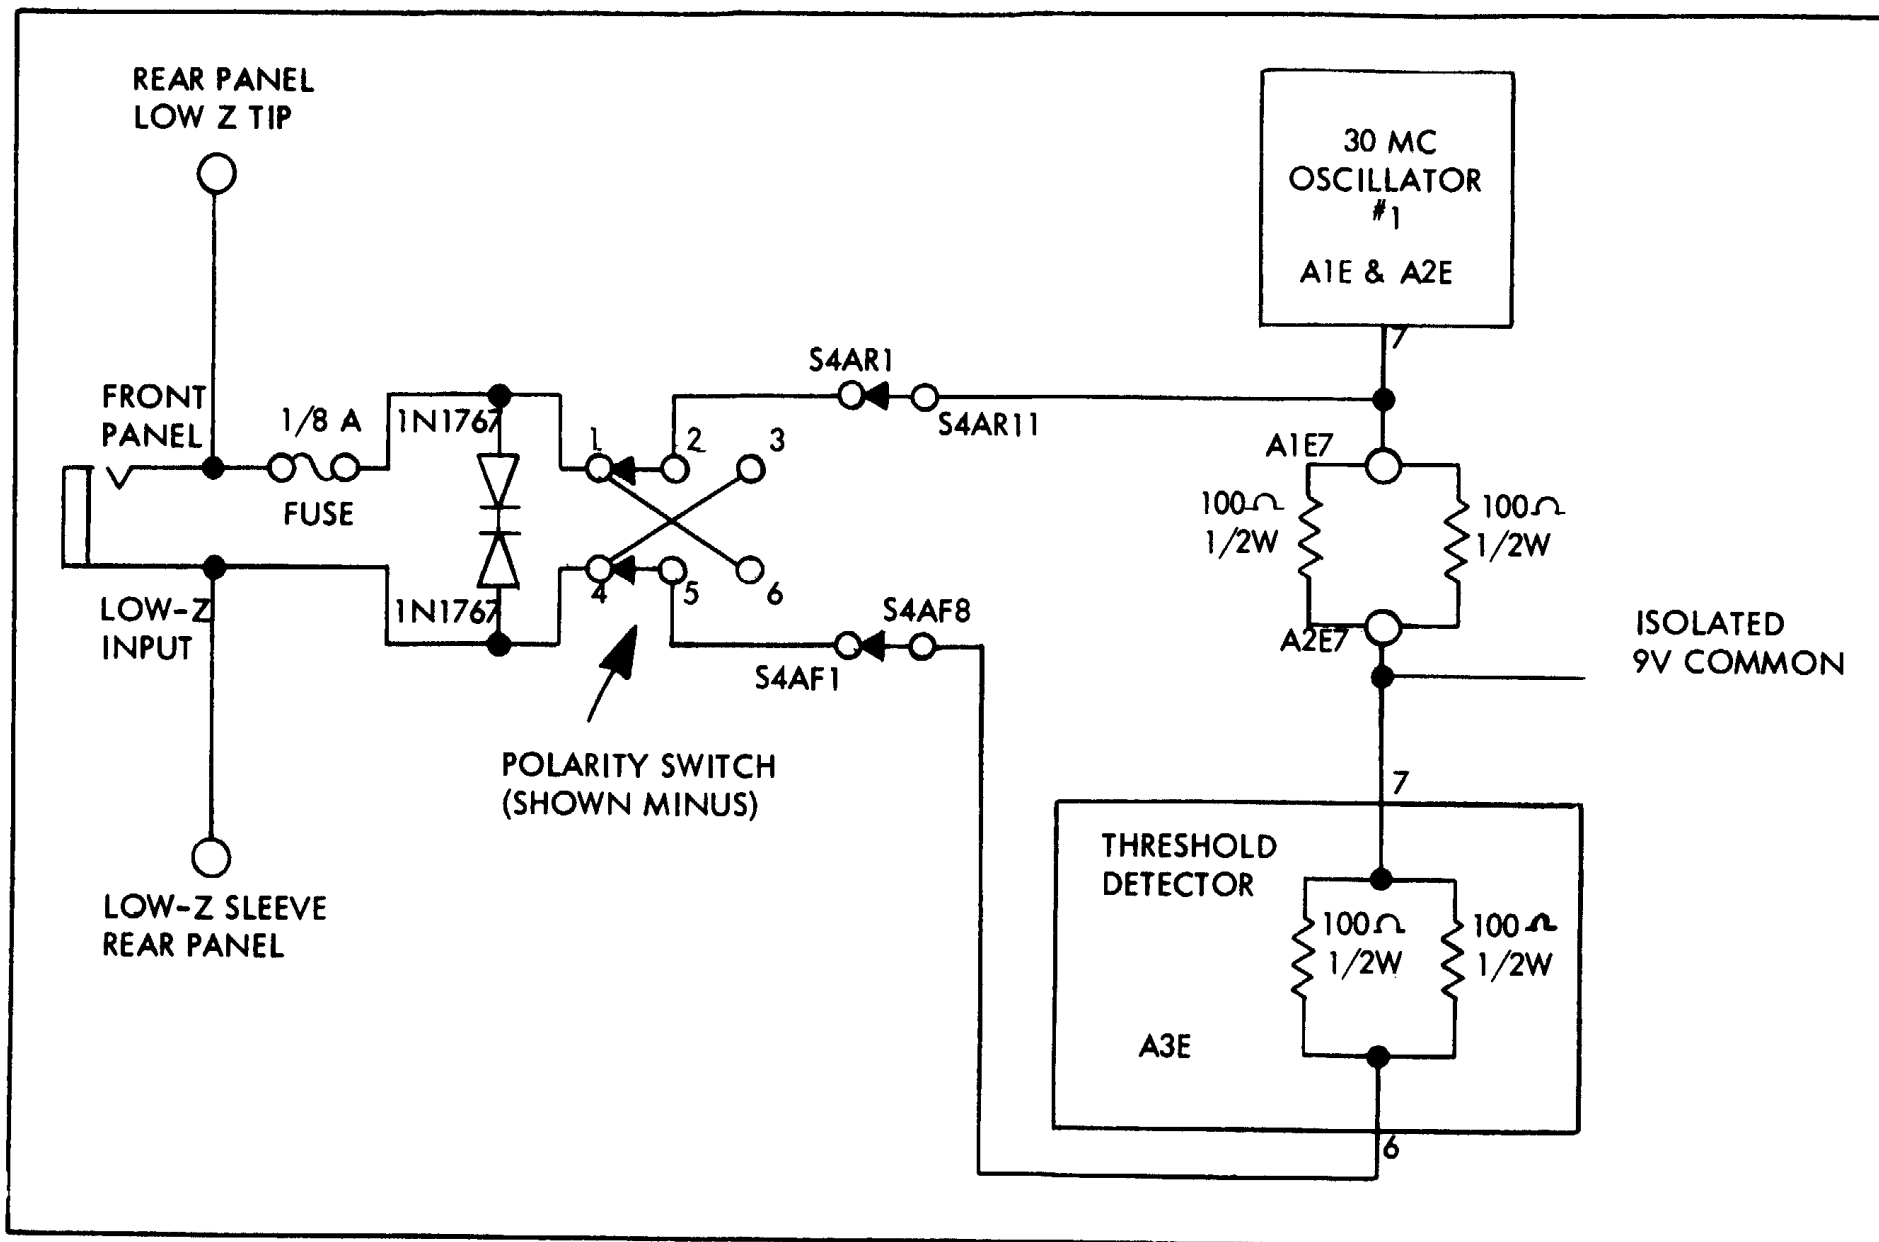 REAR PANEL
LOW Z TIP
30 MC
OSCILLATOR
#1
A1E & A2E
7
FRONT
PANEL
1/8 A
FUSE
1N1767
1
2
3
S4AR1
S4AR11
A1E7
100Ω
1/2W
100Ω
1/2W
A2E7
LOW-Z
INPUT
1N1767
4
5
6
S4AF8
S4AF1
ISOLATED
9V COMMON
POLARITY SWITCH
(SHOWN MINUS)
7
THRESHOLD
DETECTOR
100Ω
1/2W
100Ω
1/2W
A3E
6
LOW-Z SLEEVE
REAR PANEL